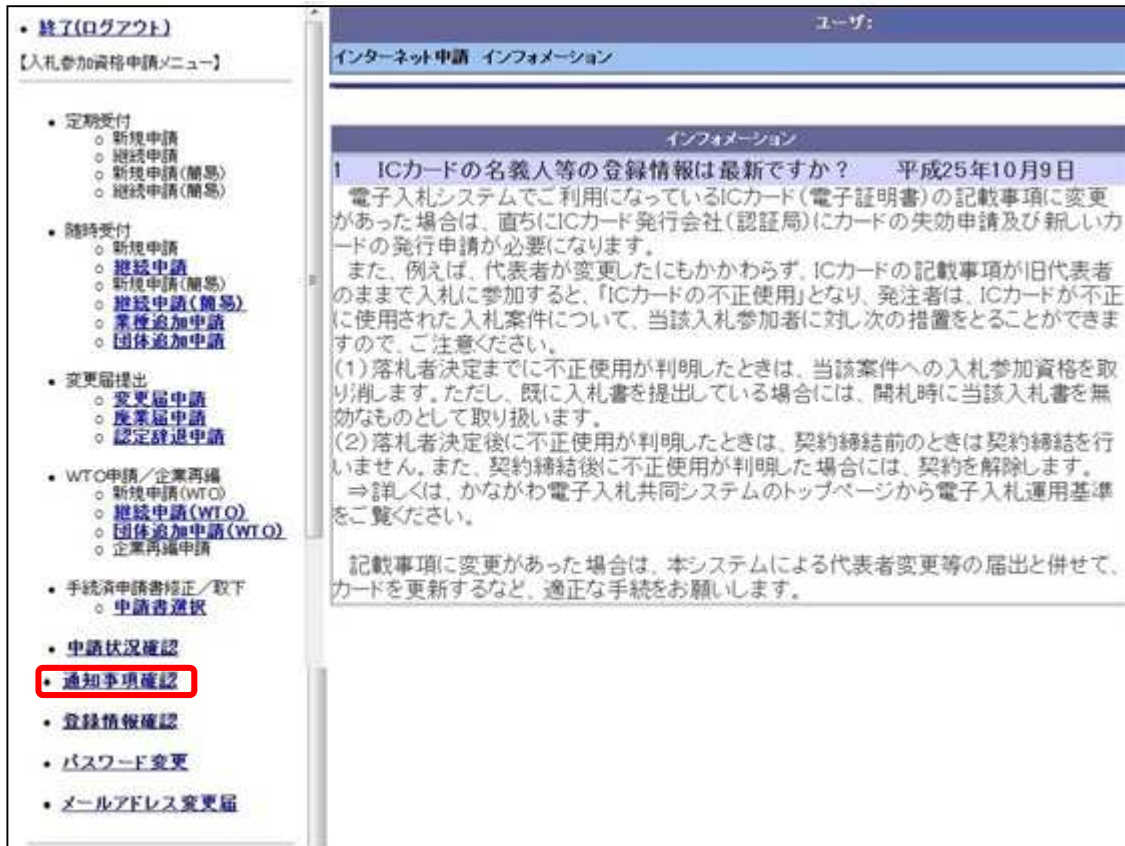 終了(ログアウト)
【入札参加資格申請メニュー】
定期受付
新規申請
継続申請
新規申請(簡易)
継続申請(簡易)
随時受付
新規申請
継続申請
新規申請(簡易)
継続申請(簡易)
業種追加申請
団体追加申請
変更届提出
変更届申請
廃業届申請
認定辞退申請
WTO申請／企業再編
新規申請(WTO)
継続申請(WTO)
団体追加申請(WTO)
企業再編申請
手続済申請書修正／取下
申請書選択
申請状況確認
通知事項確認
登録情報確認
パスワード変更
メールアドレス変更届
ユーザ:
インターネット申請 インフォメーション
インフォメーション
1 ICカードの名義人等の登録情報は最新ですか？ 平成25年10月9日
電子入札システムでご利用になっているICカード(電子証明書)の記載事項に変更
があった場合は、直ちにICカード発行会社(認証局)にカードの失効申請及び新しいカ
ードの発行申請が必要になります。
また、例えば、代表者が変更したにもかかわらず、ICカードの記載事項が旧代表者
のままで入札に参加すると、「ICカードの不正使用」となり、発注者は、ICカードが不正
に使用された入札案件について、当該入札参加者に対し次の措置をとることができま
すので、ご注意ください。
(1)落札者決定までに不正使用が判明したときは、当該案件への入札参加資格を取
り消します。ただし、既に入札書を提出している場合には、開札時に当該入札書を無
効なものとして取り扱います。
(2)落札者決定後に不正使用が判明したときは、契約締結前のときは契約締結を行
いません。また、契約締結後に不正使用が判明した場合には、契約を解除します。
⇒詳しくは、かながわ電子入札共同システムのトップページから電子入札運用基準
をご覧ください。
記載事項に変更があった場合は、本システムによる代表者変更等の届出と併せて、
カードを更新するなど、適正な手続をお願いします。